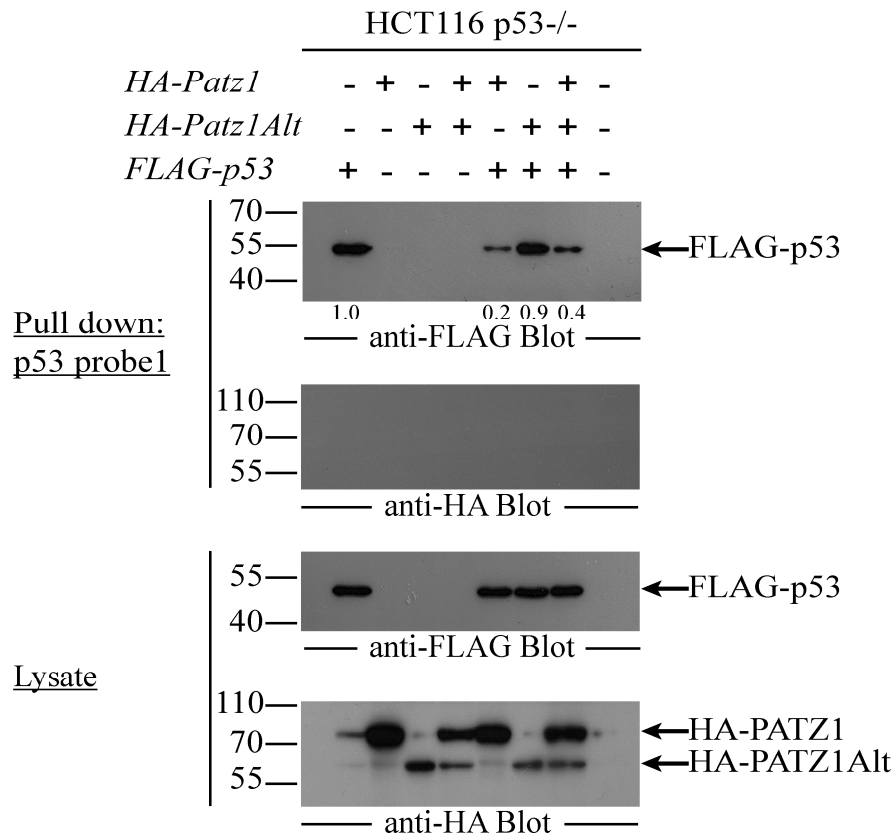 HCT116 p53-/-
HA-Patz1 - + - + + - + -
HA-Patz1Alt - - + + - + + -
FLAG-p53 + - - - + + + -
70
55
40
FLAG-p53
1.0 0.2 0.9 0.4
anti-FLAG Blot
Pull down:
p53 probe1
110
70
55
anti-HA Blot
55
40
FLAG-p53
anti-FLAG Blot
Lysate
110
70
55
HA-PATZ1
HA-PATZ1Alt
anti-HA Blot